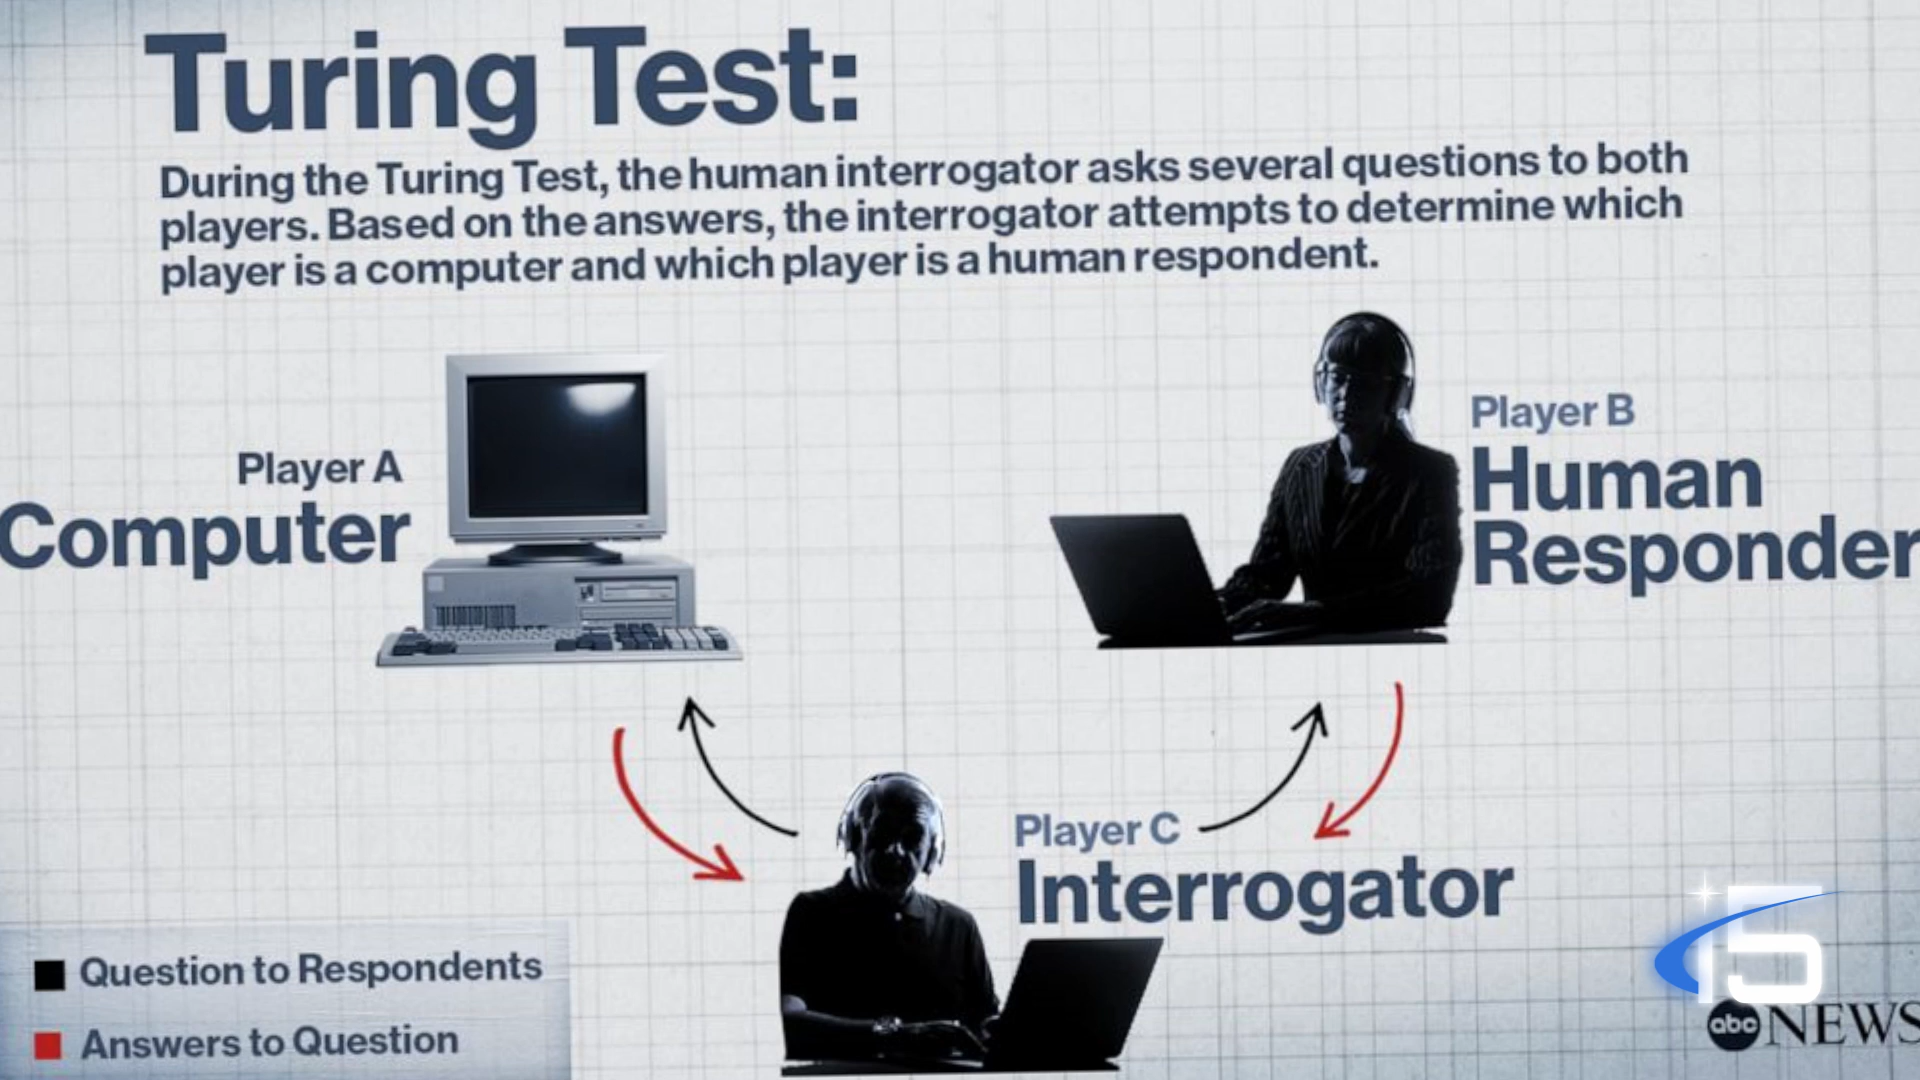 Turing Test:
During the Turing Test, the human interrogator asks several questions to both
players. Based on the answers, the interrogator attempts to determine which
player is a computer and which player is a human respondent.
Player A
Computer
Player B
Human
Responder
Player C
Interrogator
Question to Respondents
Answers to Question
15
abc NEWS